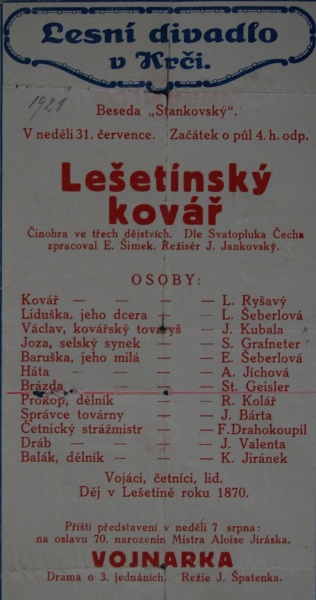 Lesní divadlo
v Krči.
1921
Beseda „Stankovský".
V neděli 31. července. Začátek o půl 4. h. odp.
Lešetínský
kovář
Činohra ve třech dějstvích. Dle Svatopluka Čecha
zpracoval E. Šimek. Režisér J. Jankovský.
OSOBY:
Kovář — — — — — L. Ryšavý
Liduška, jeho dcera — — L. Šeberlová
Václav, kovářský tovaryš — J. Kubala
Joza, selský synek — — S. Grafneter
Baruška, jeho milá — — E. Šeberlová
Háta — — — — — A. Jíchová
Brázda — — — — — St. Geisler
Prokop, dělník — — — R. Kolář
Správce továrny — — — J. Bárta
Četnický strážmistr — — F. Drahokoupil
Dráb — — — — — J. Valenta
Balák, dělník — — — — K. Jiránek
Vojáci, četníci, lid.
Děj v Lešetíně roku 1870.
Příští představení v neděli 7 srpna:
na oslavu 70. narozenin Mistra Aloise Jiráska.
VOJNARKA
Drama o 3. jednáních. Režie J. Špatenka.